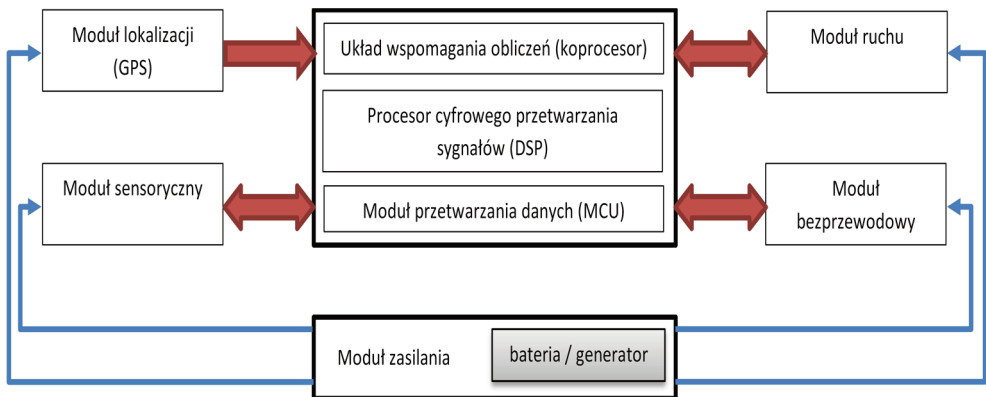 Moduł lokalizacji
(GPS)
Układ wspomagania obliczeń (koprocesor)
Moduł ruchu
Procesor cyfrowego przetwarzania
sygnałów (DSP)
Moduł sensoryczny
Moduł przetwarzania danych (MCU)
Moduł
bezprzewodowy
Moduł zasilania
bateria / generator